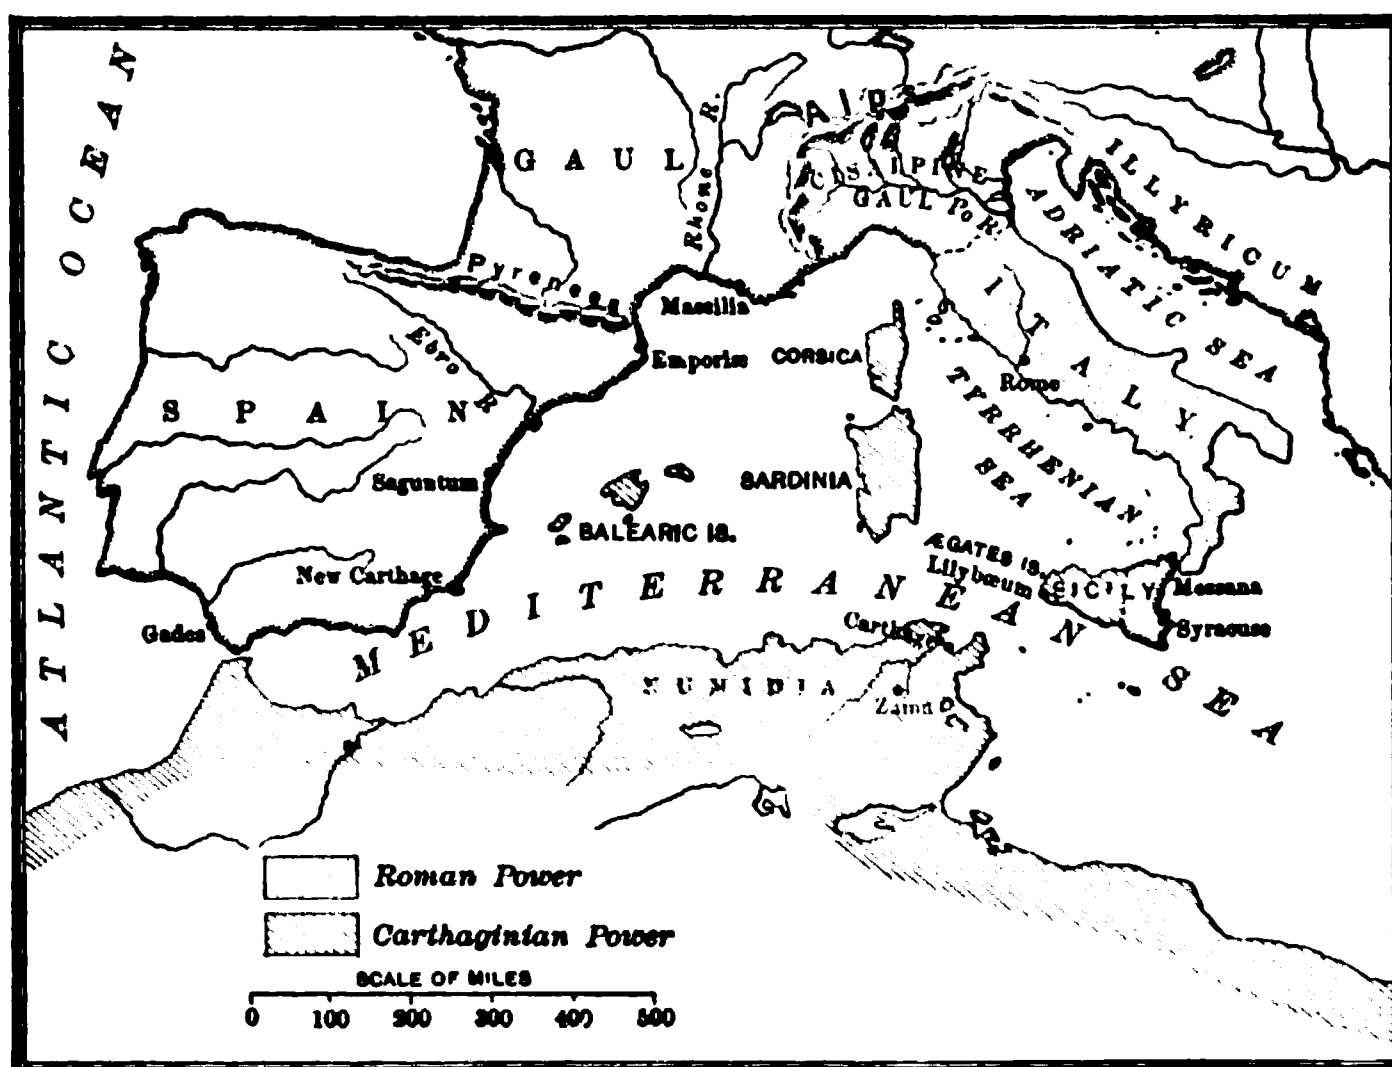 ATLANTIC OCEAN
GAUL
Rhone R.
Alps
CISALPINE
GAUL Po R.
ILLYRICUM
ADRIATIC SEA
Pyrenees
Massilia
Ebro R.
Emporiæ
CORSICA
ITALY
Rome
SPAIN
TYRRHENIAN
SEA
Saguntum
SARDINIA
BALEARIC IS.
ÆGATES IS.
Lilybœum
SICILY
Messana
New Carthage
MEDITERRANEAN SEA
Gades
Carthage
Syracuse
NUMIDIA
Zama
Roman Power
Carthaginian Power
SCALE OF MILES
0 100 200 300 400 500